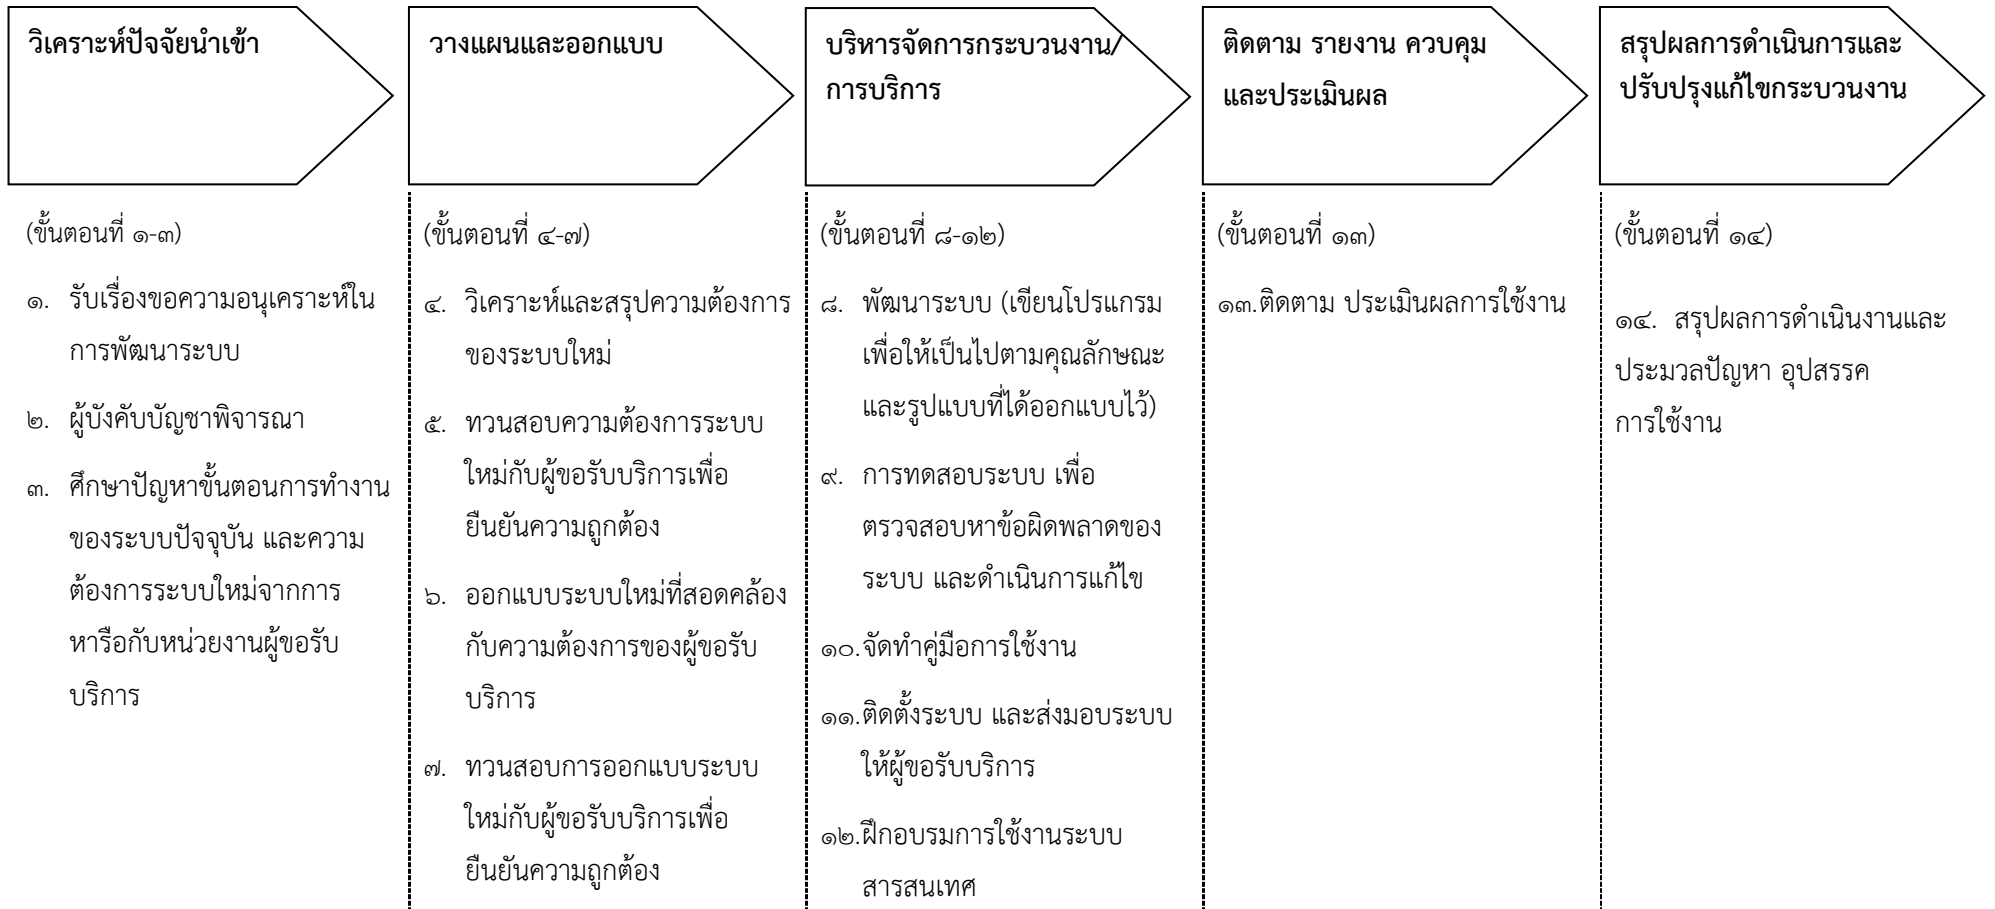 วิเคราะห์ปัจจัยนำเข้า
(ขั้นตอนที่ ๑-๓)
๑. รับเรื่องขอความอนุเคราะห์ใน
การพัฒนาระบบ
๒. ผู้บังคับบัญชาพิจารณา
๓. ศึกษาปัญหาขั้นตอนการทำงาน
ของระบบปัจจุบัน และความ
ต้องการระบบใหม่จากการ
หารือกับหน่วยงานผู้ขอรับ
บริการ
วางแผนและออกแบบ
(ขั้นตอนที่ ๔-๗)
๔. วิเคราะห์และสรุปความต้องการ
ของระบบใหม่
๕. ทวนสอบความต้องการระบบ
ใหม่กับผู้ขอรับบริการเพื่อ
ยืนยันความถูกต้อง
๖. ออกแบบระบบใหม่ที่สอดคล้อง
กับความต้องการของผู้ขอรับ
บริการ
๗. ทวนสอบการออกแบบระบบ
ใหม่กับผู้ขอรับบริการเพื่อ
ยืนยันความถูกต้อง
บริหารจัดการกระบวนงาน/
การบริการ
(ขั้นตอนที่ ๘-๑๒)
๘. พัฒนาระบบ (เขียนโปรแกรม
เพื่อให้เป็นไปตามคุณลักษณะ
และรูปแบบที่ได้ออกแบบไว้)
๙. การทดสอบระบบ เพื่อ
ตรวจสอบหาข้อผิดพลาดของ
ระบบ และดำเนินการแก้ไข
๑๐.จัดทำคู่มือการใช้งาน
๑๑.ติดตั้งระบบ และส่งมอบระบบ
ให้ผู้ขอรับบริการ
๑๒.ฝึกอบรมการใช้งานระบบ
สารสนเทศ
ติดตาม รายงาน ควบคุม
และประเมินผล
(ขั้นตอนที่ ๑๓)
๑๓.ติดตาม ประเมินผลการใช้งาน
สรุปผลการดำเนินการและ
ปรับปรุงแก้ไขกระบวนงาน
(ขั้นตอนที่ ๑๔)
๑๔. สรุปผลการดำเนินงานและ
ประมวลปัญหา อุปสรรค
การใช้งาน